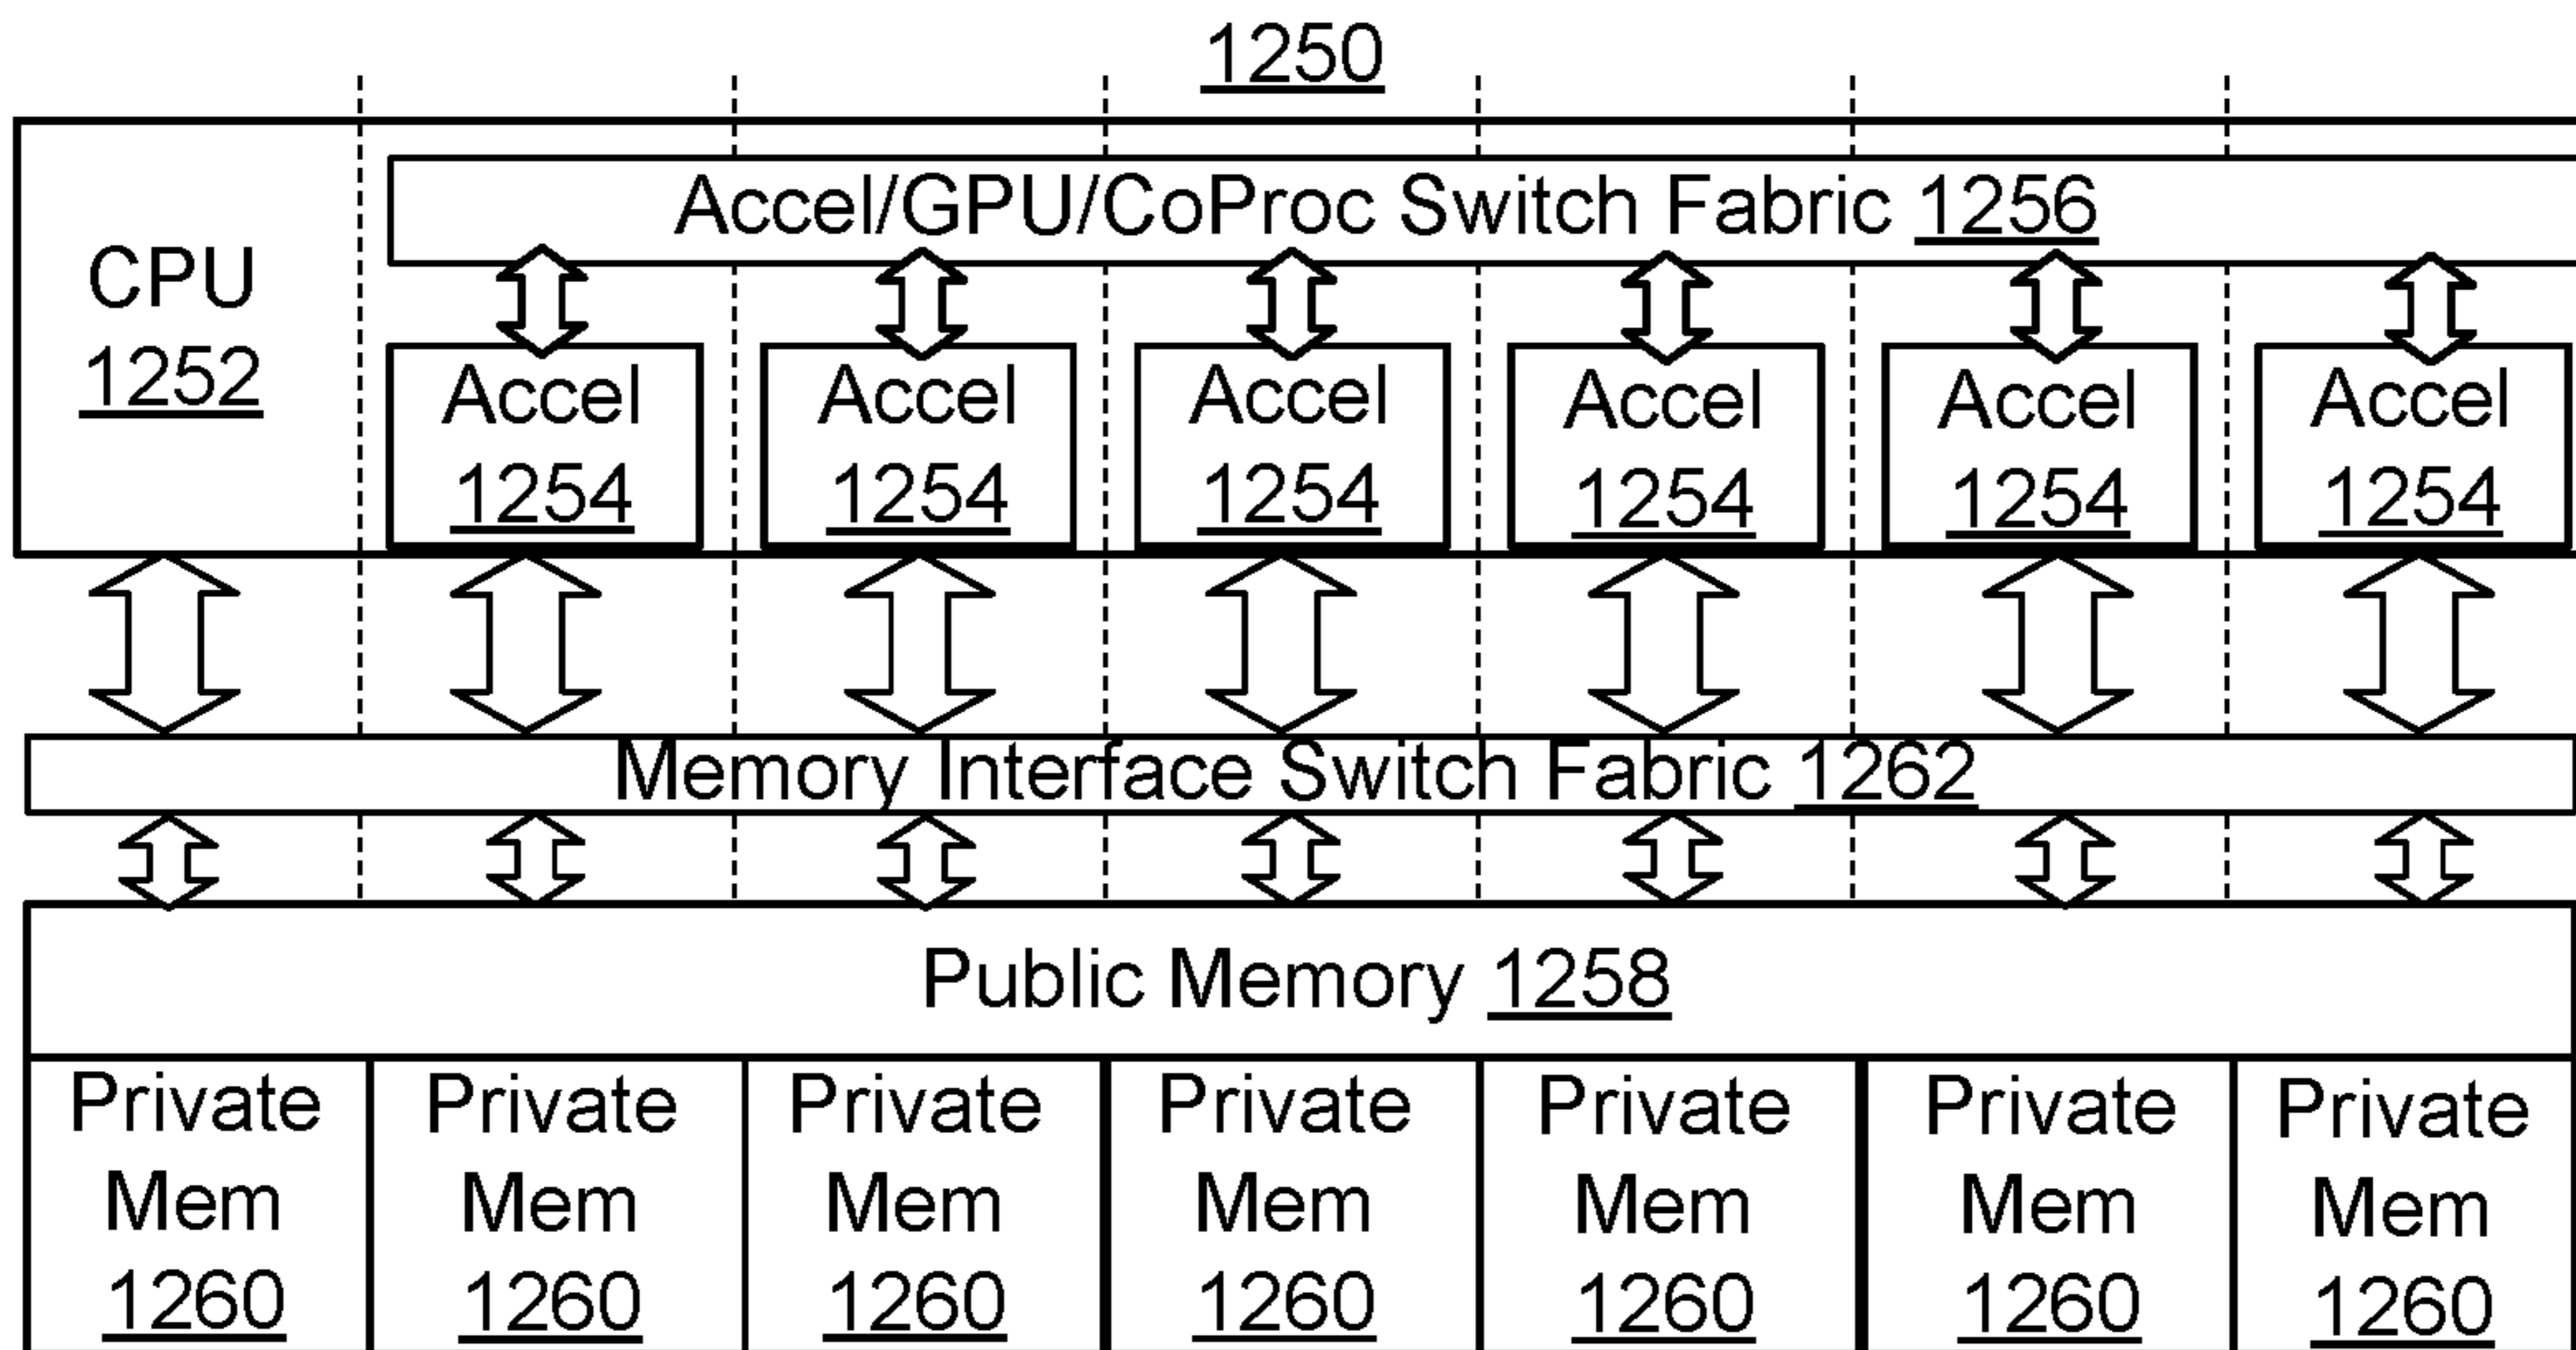 1250
Accel/GPU/CoProc Switch Fabric 1256
CPU
1252
Accel Accel Accel Accel Accel Accel
1254 1254 1254 1254 1254 1254
Memory Interface Switch Fabric 1262
Public Memory 1258
Private Private Private Private Private Private Private
Mem Mem Mem Mem Mem Mem Mem
1260 1260 1260 1260 1260 1260 1260